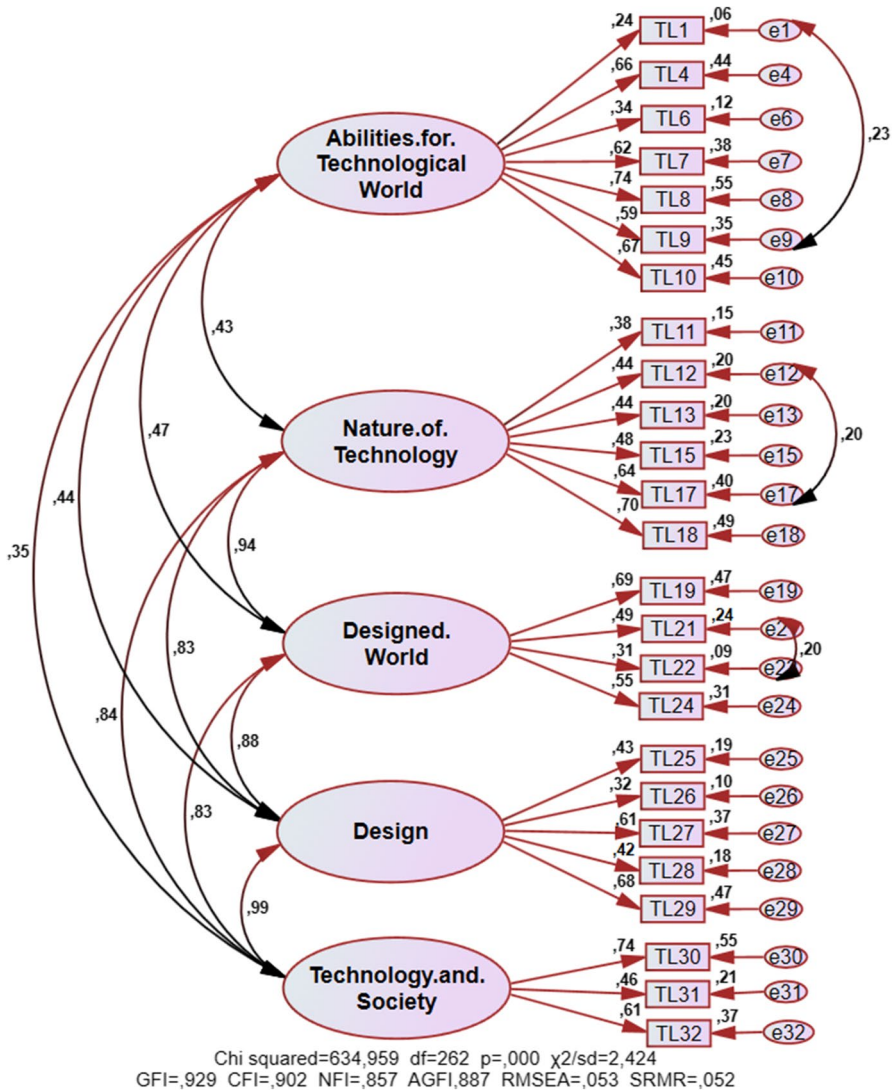 ,24 TL1 ,06 e1
,66 TL4 ,44 e4
,34 TL6 ,12 e6
,62 TL7 ,38 e7
,74 TL8 ,55 e8
,59 TL9 ,35 e9
,67 TL10 ,45 e10
,23
Abilities.for.
Technological
World
,38 TL11 ,15 e11
,44 TL12 ,20 e12
,44 TL13 ,20 e13
,48 TL15 ,23 e15
,64 TL17 ,40 e17
,70 TL18 ,49 e18
,20
Nature.of.
Technology
,43
,47
,44
,35
,94
,69 TL19 ,47 e19
,49 TL21 ,24
,31 TL22 ,09
,55 TL24 ,31 e24
,20
Designed.
World
,83
,84
,88
,83
,43 TL25 ,19 e25
,32 TL26 ,10 e26
,61 TL27 ,37 e27
,42 TL28 ,18 e28
,68 TL29 ,47 e29
Design
,99
,74 TL30 ,55 e30
,46 TL31 ,21 e31
,61 TL32 ,37 e32
Technology.and.
Society
Chi squared=634,959 df=262 p=,000 χ2/sd=2,424
GFI=,929 CFI=,902 NFI=,857 AGFI,887 RMSEA=,053 SRMR=,052